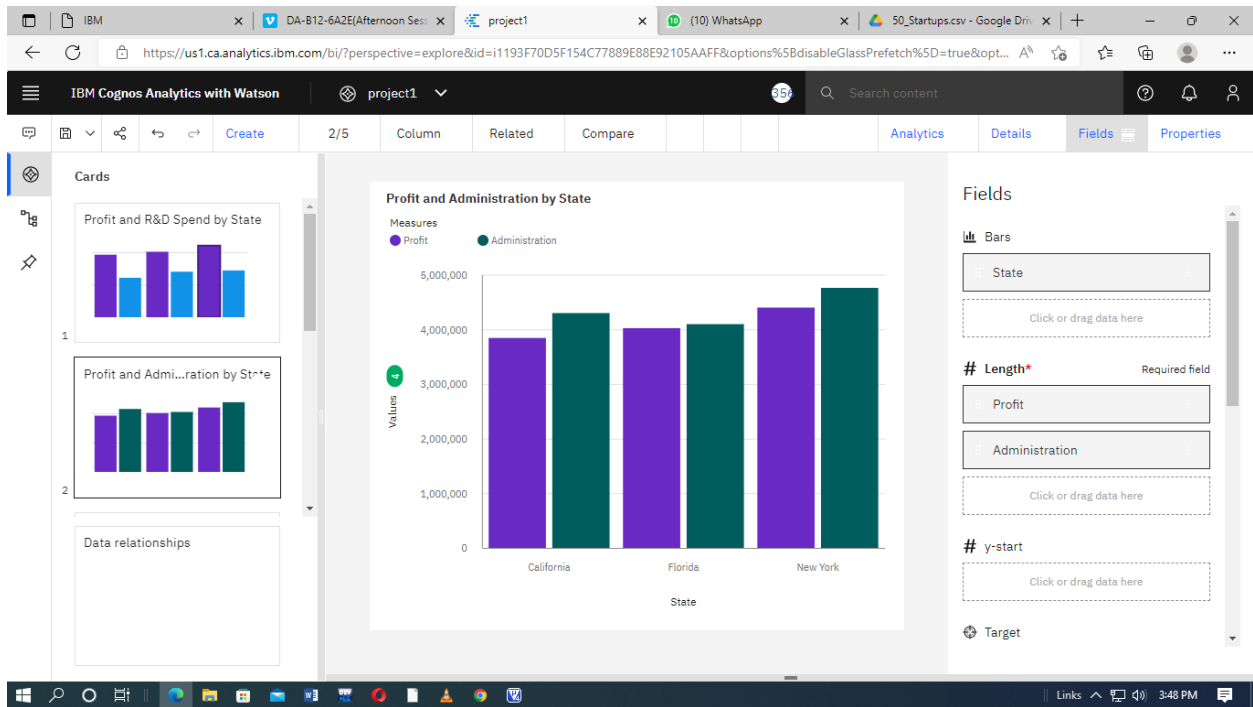 IBM
DA-B12-6A2E(Afternoon Sess
project1
(10) WhatsApp
50_Startups.csv - Google Driv
https://us1.ca.analytics.ibm.com/bi/?perspective=explore&id=i1193F70D5F154C77889E88E92105AAFF&options%5BdisableGlassPrefetch%5D=true&opt...
IBM Cognos Analytics with Watson
project1
356
Search content
Create
2/5
Column
Related
Compare
Analytics
Details
Fields
Properties
Cards
Profit and R&D Spend by State
1
Profit and Admi...ration by State
2
Data relationships
Profit and Administration by State
Measures
Profit
Administration
5,000,000
4,000,000
3,000,000
2,000,000
1,000,000
0
Values
4
California
Florida
New York
State
Fields
Bars
State
Click or drag data here
# Length*
Required field
Profit
Administration
Click or drag data here
# y-start
Click or drag data here
Target
Links
3:48 PM